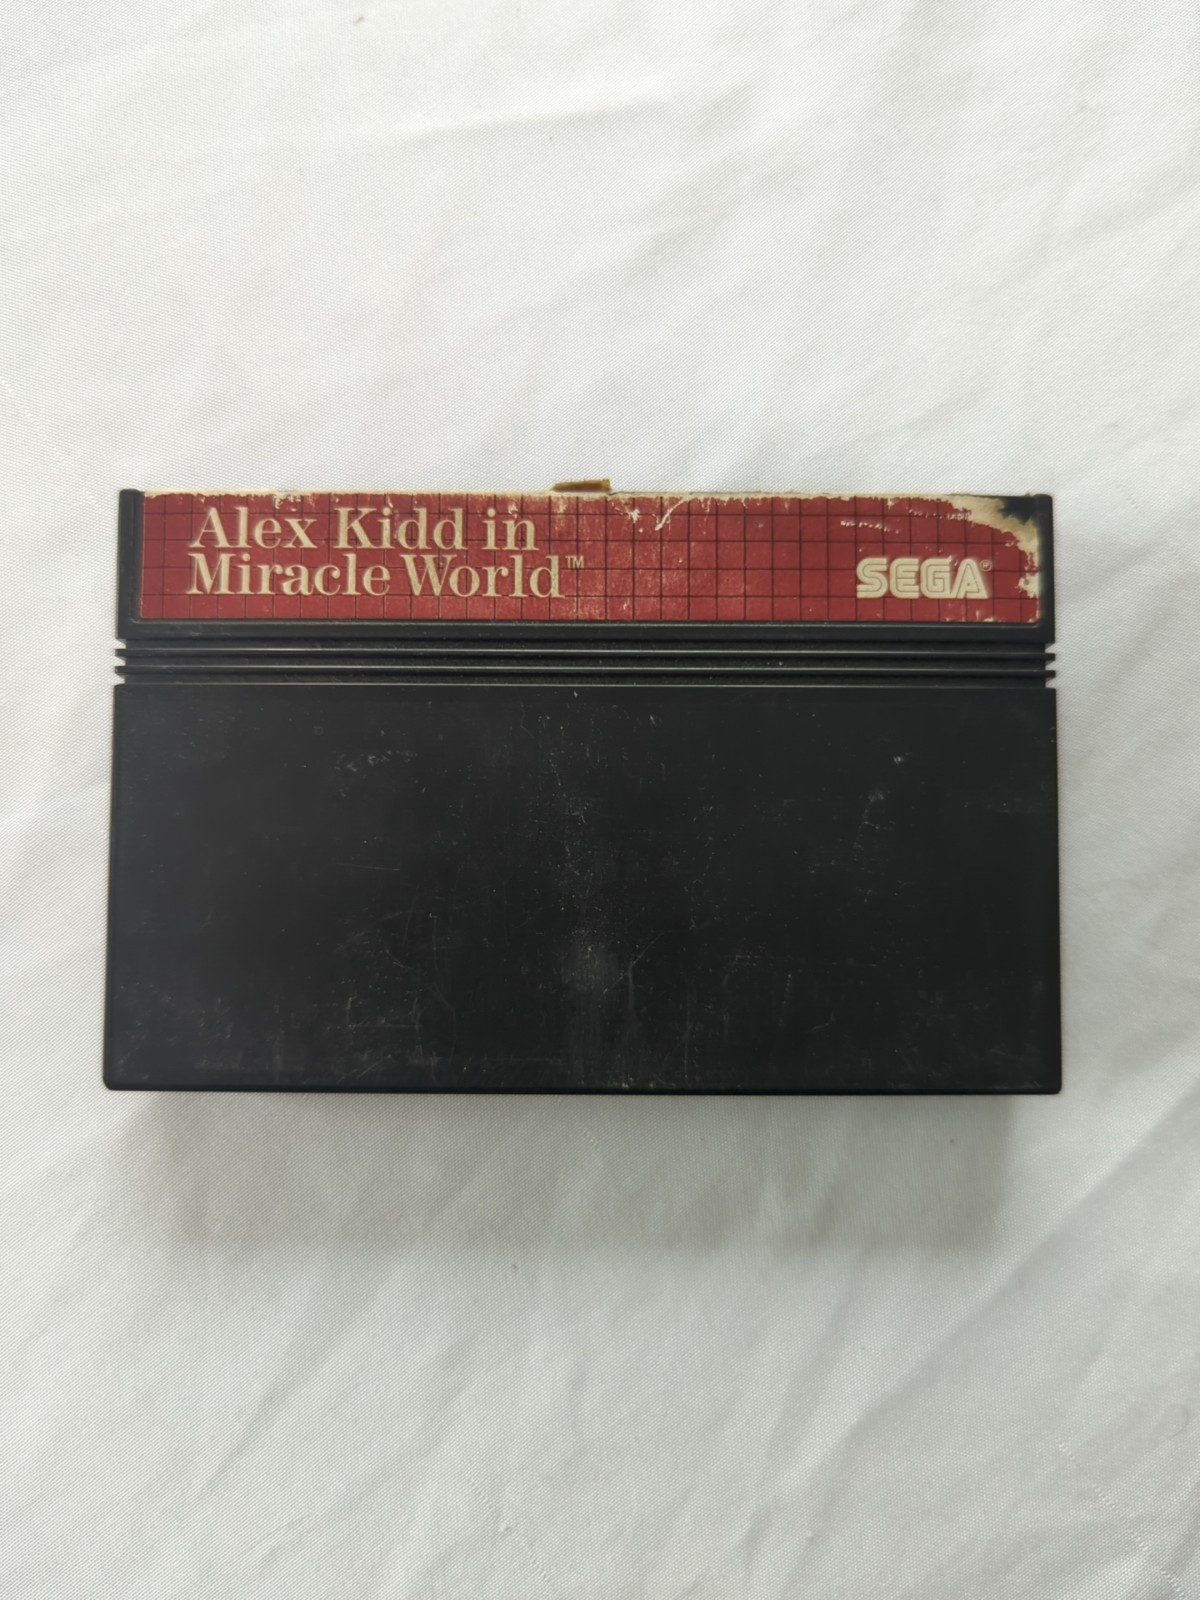 Alex Kidd in
Miracle World™
SEGA®